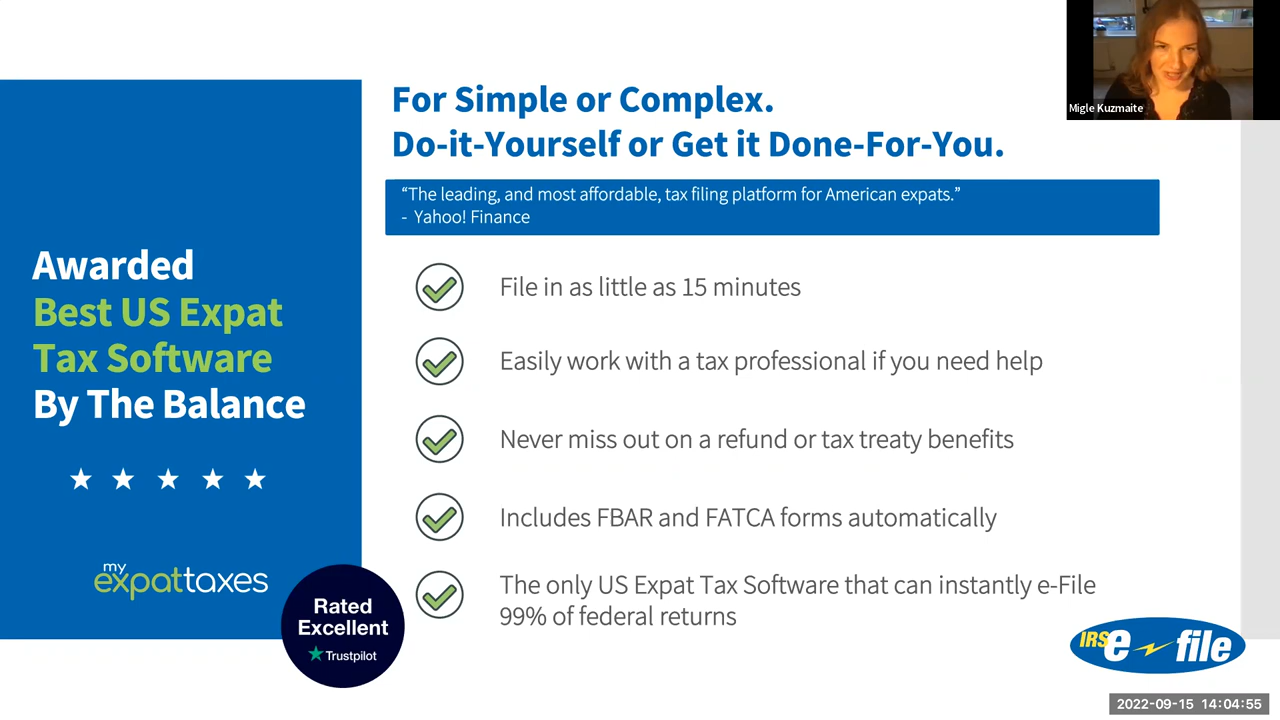 Migle Kuzmaite
For Simple or Complex.
Do-it-Yourself or Get it Done-For-You.
“The leading, and most affordable, tax filing platform for American expats.”
- Yahoo! Finance
Awarded
Best US Expat
Tax Software
By The Balance
my
expattaxes
Rated
Excellent
Trustpilot
File in as little as 15 minutes
Easily work with a tax professional if you need help
Never miss out on a refund or tax treaty benefits
Includes FBAR and FATCA forms automatically
The only US Expat Tax Software that can instantly e-File
99% of federal returns
IRS e file
2022-09-15 14:04:55